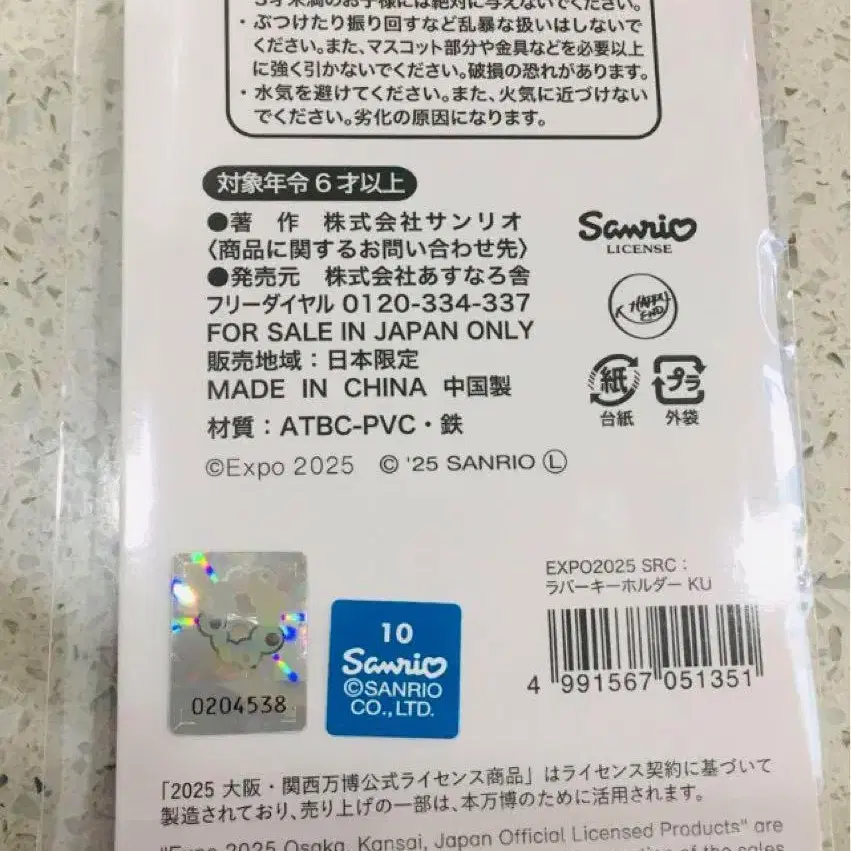 3才未満のお子様には絶対に与えないでください。
・ぶつけたり振り回すなど乱暴な扱いはしないで
ください。また、マスコット部分や金具などを必要以上
に強く引かないでください。破損の恐れがあります。
・水気を避けてください。また、火気に近づけない
でください。劣化の原因になります。
対象年令6才以上
●著 作 株式会社サンリオ
〈商品に関するお問い合わせ先〉
●発売元 株式会社あすなろ舎
フリーダイヤル 0120-334-337
FOR SALE IN JAPAN ONLY
販売地域:日本限定
MADE IN CHINA 中国製
材質:ATBC-PVC・鉄
©Expo 2025 © '25 SANRIO Ⓛ
Sanrio
LICENSE
HAPPY
END
紙
台紙
プラ
外袋
0204538
10
Sanrio
©SANRIO
CO.,LTD.
EXPO2025 SRC:
ラバーキーホルダー KU
4 991567 051351
「2025 大阪・関西万博公式ライセンス商品」はライセンス契約に基づいて
製造されており、売り上げの一部は、本万博のために活用されます。
"Expo 2025 Osaka, Kansai, Japan Official Licensed Products" are
of the sales